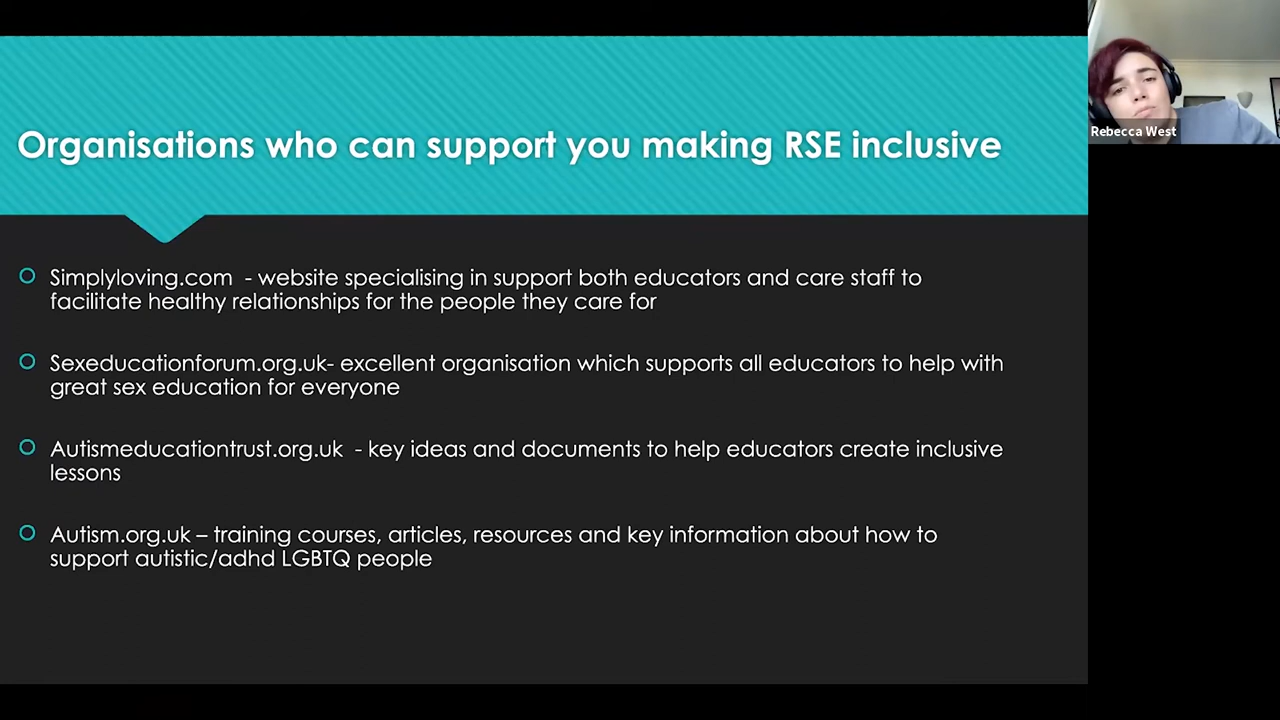 Organisations who can support you making RSE inclusive
Rebecca West
Simplyloving.com - website specialising in support both educators and care staff to
facilitate healthy relationships for the people they care for
Sexeducationforum.org.uk- excellent organisation which supports all educators to help with
great sex education for everyone
Autismeducationtrust.org.uk - key ideas and documents to help educators create inclusive
lessons
Autism.org.uk – training courses, articles, resources and key information about how to
support autistic/adhd LGBTQ people